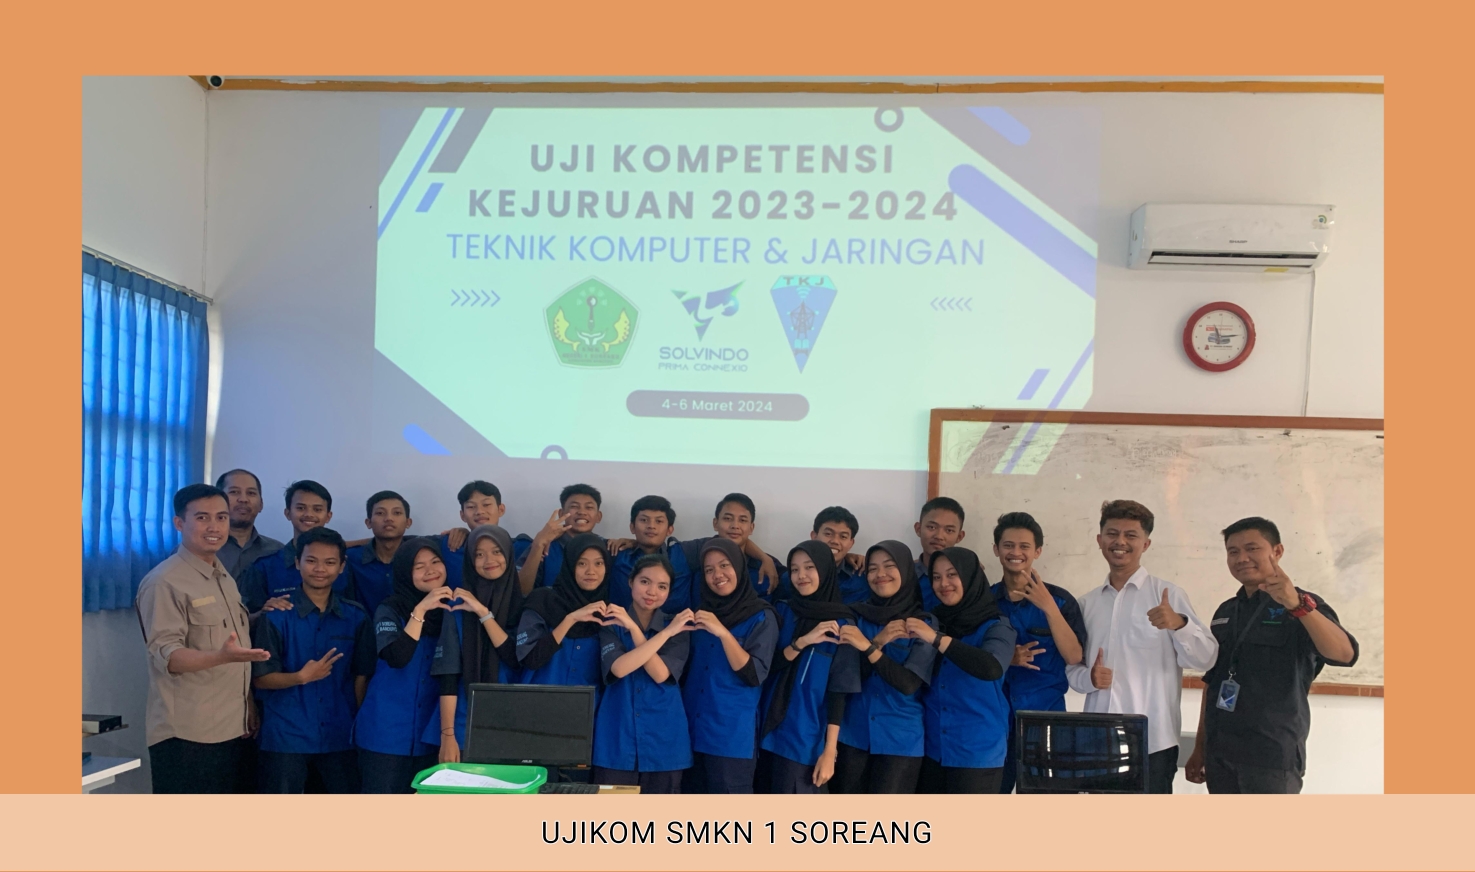 UJI KOMPETENSI
KEJURUAN 2023-2024
TEKNIK KOMPUTER & JARINGAN
TKJ
SOLVINDO
PRIMA CONNEXIO
4-6 Maret 2024
UJIKOM SMKN 1 SOREANG